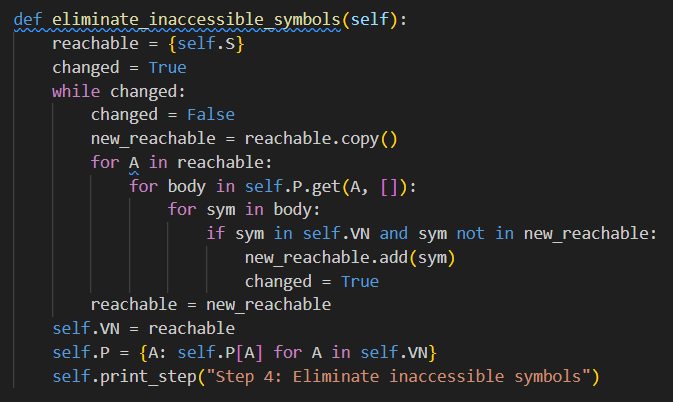 def eliminate_inaccessible_symbols(self):
    reachable = {self.S}
    changed = True
    while changed:
        changed = False
        new_reachable = reachable.copy()
        for A in reachable:
            for body in self.P.get(A, []):
                for sym in body:
                    if sym in self.VN and sym not in new_reachable:
                        new_reachable.add(sym)
                        changed = True
        reachable = new_reachable
    self.VN = reachable
    self.P = {A: self.P[A] for A in self.VN}
    self.print_step("Step 4: Eliminate inaccessible symbols")